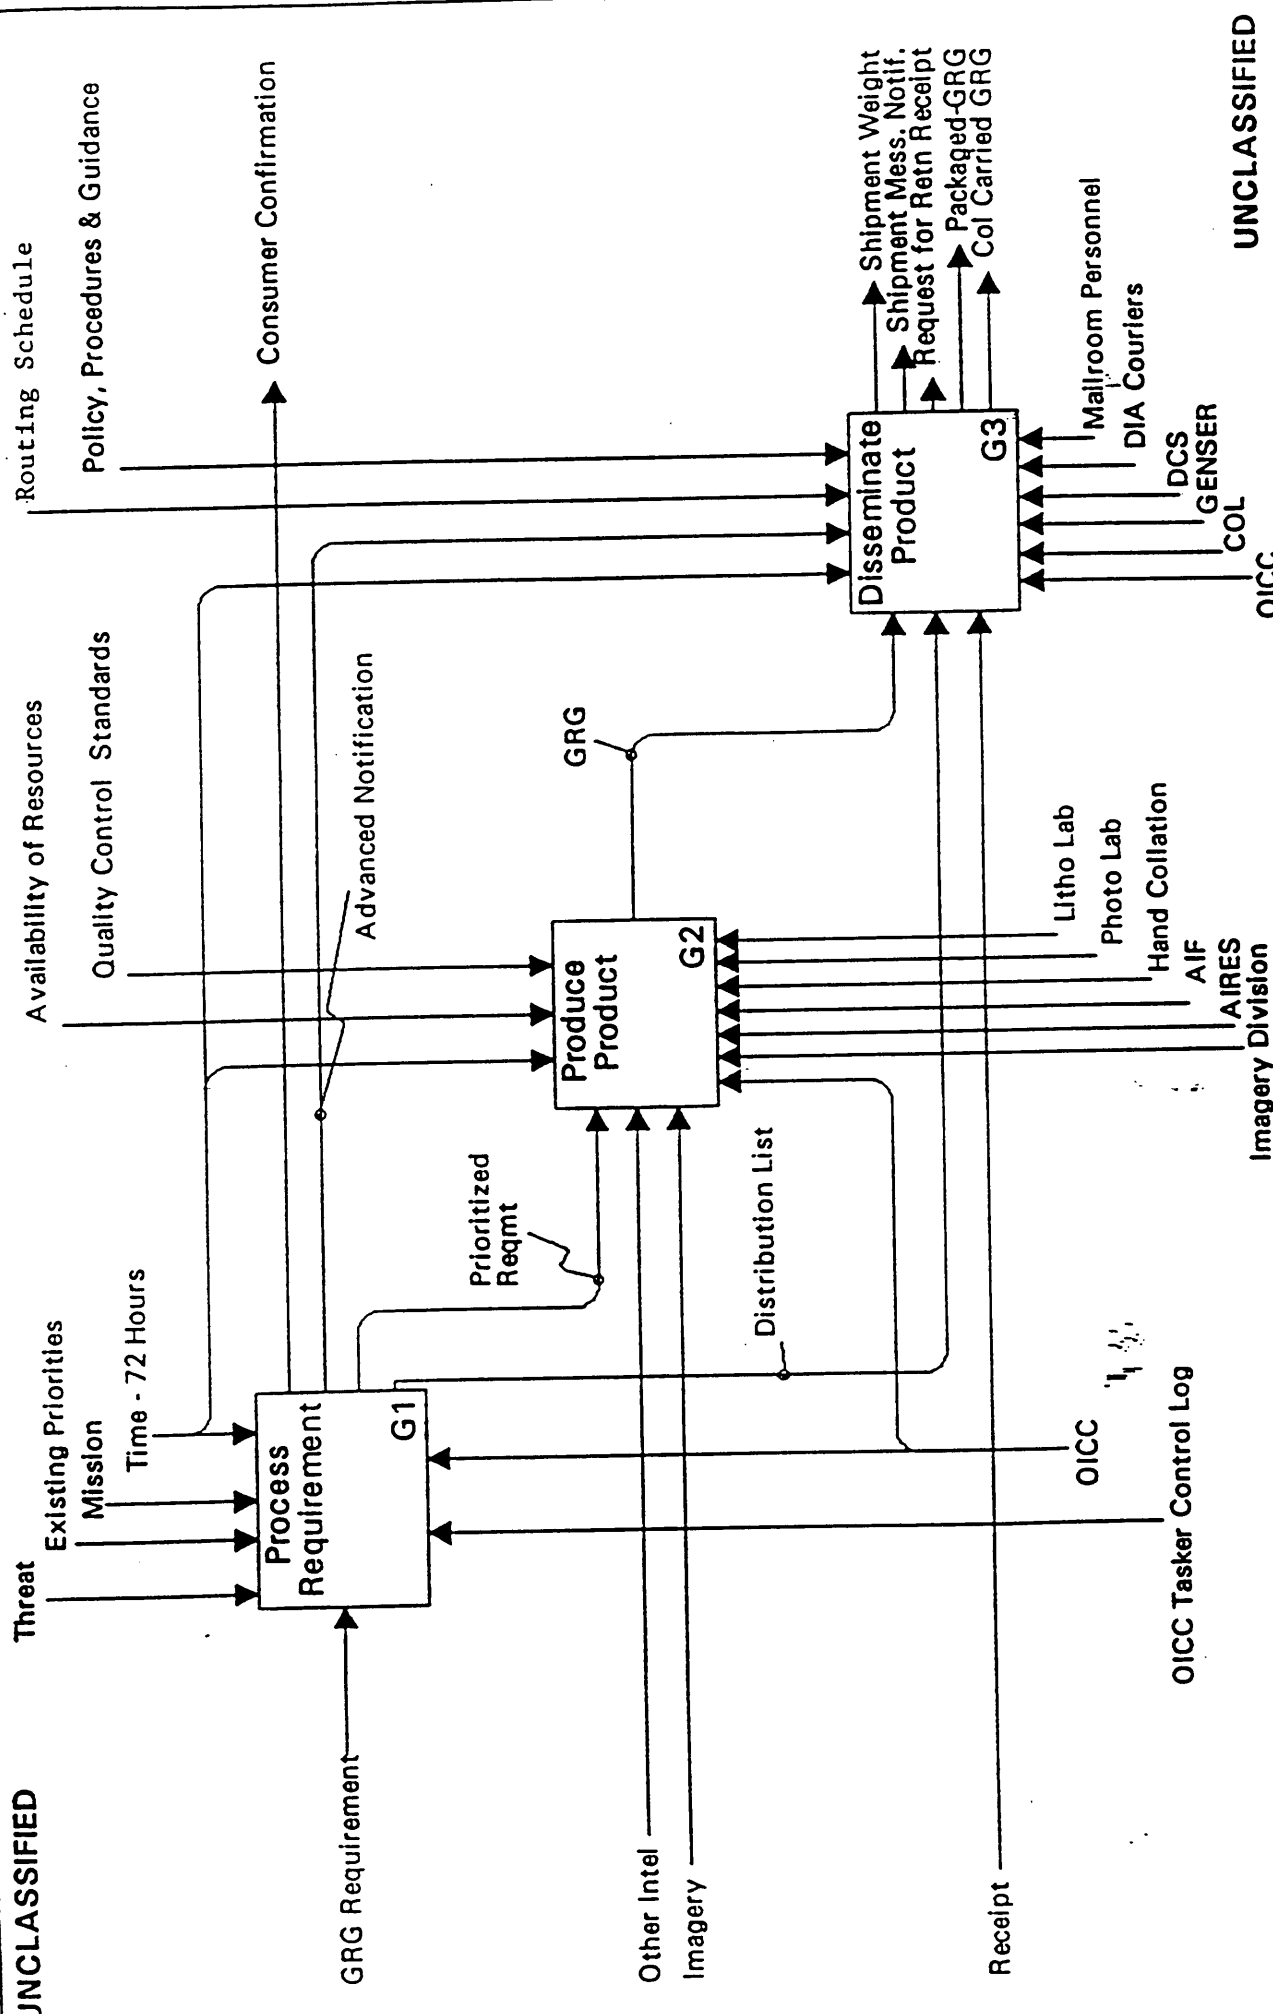 UNCLASSIFIED
Threat
Existing Priorities
Mission
Time - 72 Hours
Availability of Resources
Quality Control Standards
Routing Schedule
Policy, Procedures & Guidance
Consumer Confirmation
Advanced Notification
GRG Requirement
Process
Requirement
G1
Prioritized
Reqmt
Other Intel
Imagery
Produce
Product
G2
GRG
Distribution List
Receipt
Disseminate
Product
G3
Shipment Weight
Shipment Mess. Notif.
Request for Retn Receipt
Packaged-GRG
Col Carried GRG
OICC Tasker Control Log
OICC
Imagery Division
AIRES
AIF
Hand Collation
Photo Lab
Litho Lab
OICC
COL
GENSER
DCS
DIA Couriers
Mailroom Personnel
UNCLASSIFIED